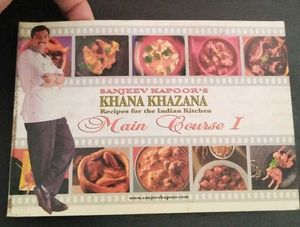 SANJEEV KAPOOR'S
KHANA KHAZANA
Recipes for the Indian Kitchen
Main Course I
www.sanjeevkapoor.com